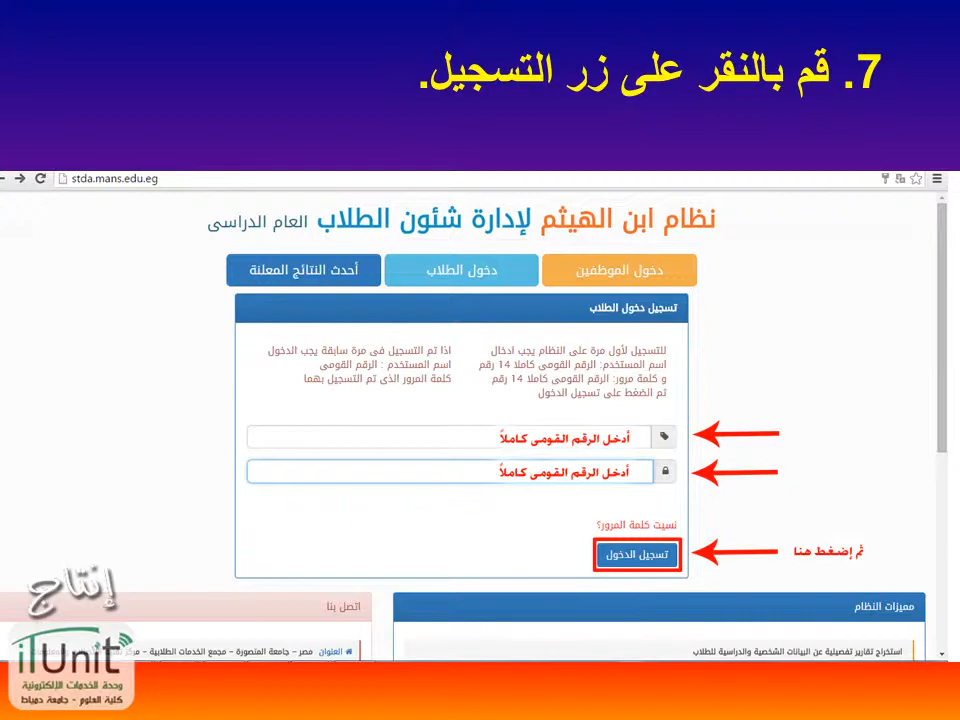 7. قم بالنقر على زر التسجيل.
stda.mans.edu.eg
نظام ابن الهيثم لإدارة شئون الطلاب العام الدراسى
دخول الموظفين
دخول الطلاب
أحدث النتائج المعلنة
تسجيل دخول الطلاب
للتسجيل لأول مرة على النظام يجب ادخال
اسم المستخدم: الرقم القومى كاملا 14 رقم
و كلمة مرور: الرقم القومى كاملا 14 رقم
ثم الضغط على تسجيل الدخول
اذا تم التسجيل فى مرة سابقة يجب الدخول
اسم المستخدم : الرقم القومى
كلمة المرور الذى تم التسجيل بهما
أدخل الرقم القومى كاملاً
أدخل الرقم القومى كاملاً
نسيت كلمة المرور؟
تسجيل الدخول
ثم إضغط هنا
مميزات النظام
اتصل بنا
استخراج تقارير تفصيلية عن البيانات الشخصية والدراسية للطلاب
العنوان مصر – جامعة المنصورة – مجمع الخدمات الطلابية – مركز
إنتاج
itUnit
وحدة الخدمات الإلكترونية
كلية العلوم - جامعة دمياط